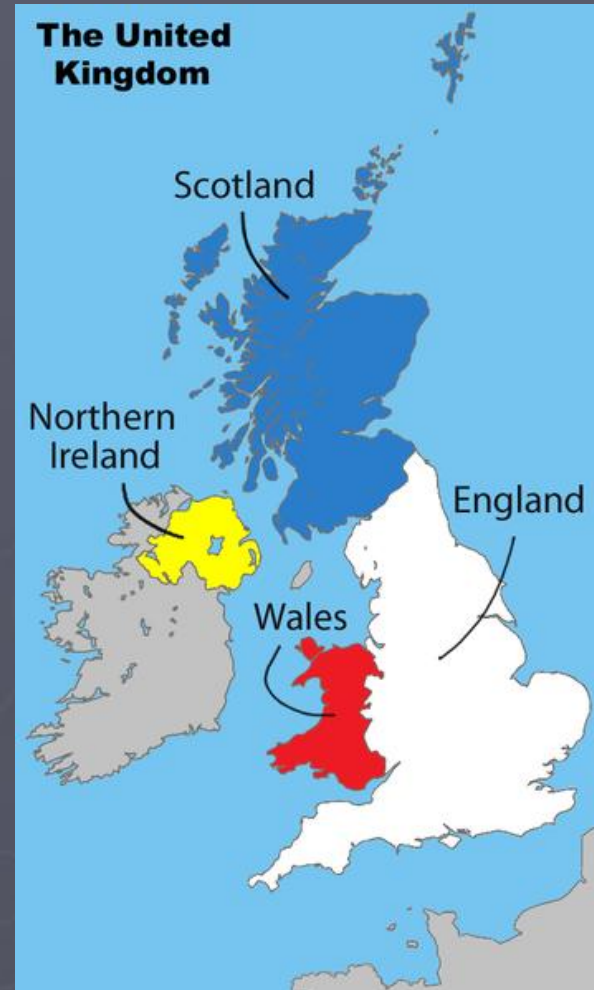 The United
Kingdom
Scotland
Northern
Ireland
England
Wales